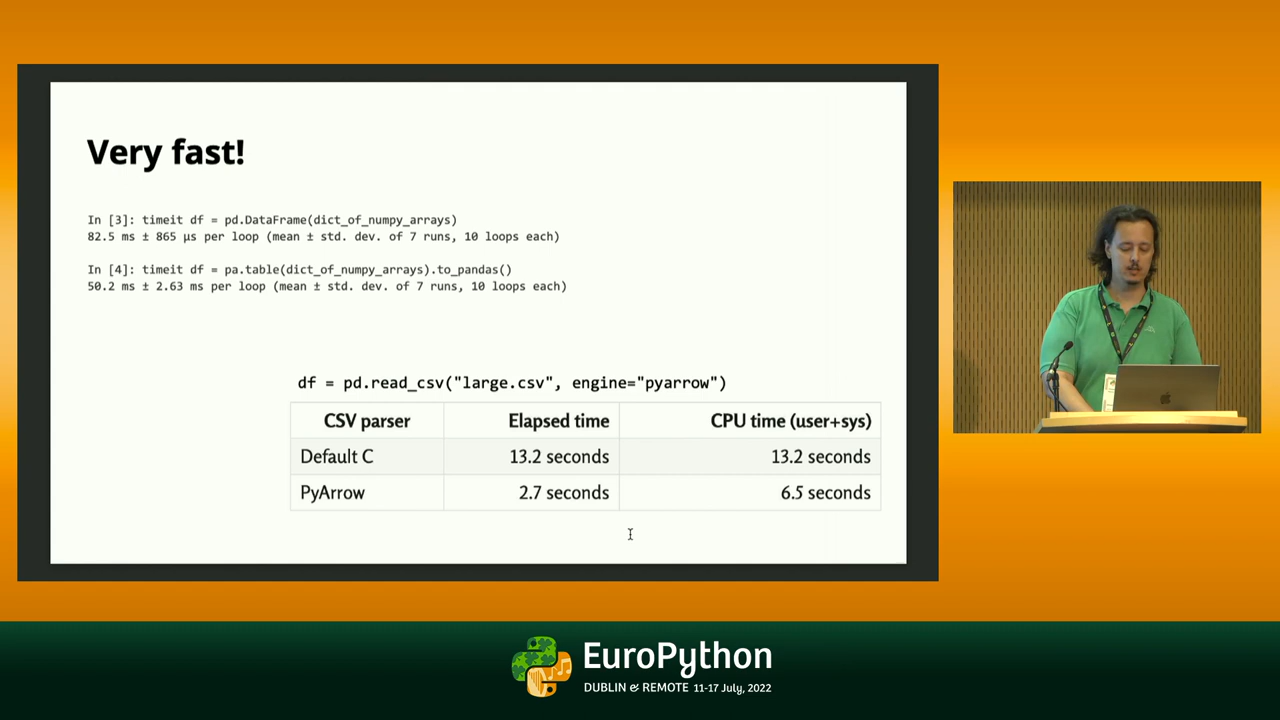 Very fast!
In [3]: timeit df = pd.DataFrame(dict_of_numpy_arrays)
82.5 ms ± 865 µs per loop (mean ± std. dev. of 7 runs, 10 loops each)
In [4]: timeit df = pa.table(dict_of_numpy_arrays).to_pandas()
50.2 ms ± 2.63 ms per loop (mean ± std. dev. of 7 runs, 10 loops each)
df = pd.read_csv("large.csv", engine="pyarrow")
CSV parser Elapsed time CPU time (user+sys)
Default C 13.2 seconds 13.2 seconds
PyArrow 2.7 seconds 6.5 seconds
EuroPython
DUBLIN & REMOTE 11-17 July, 2022